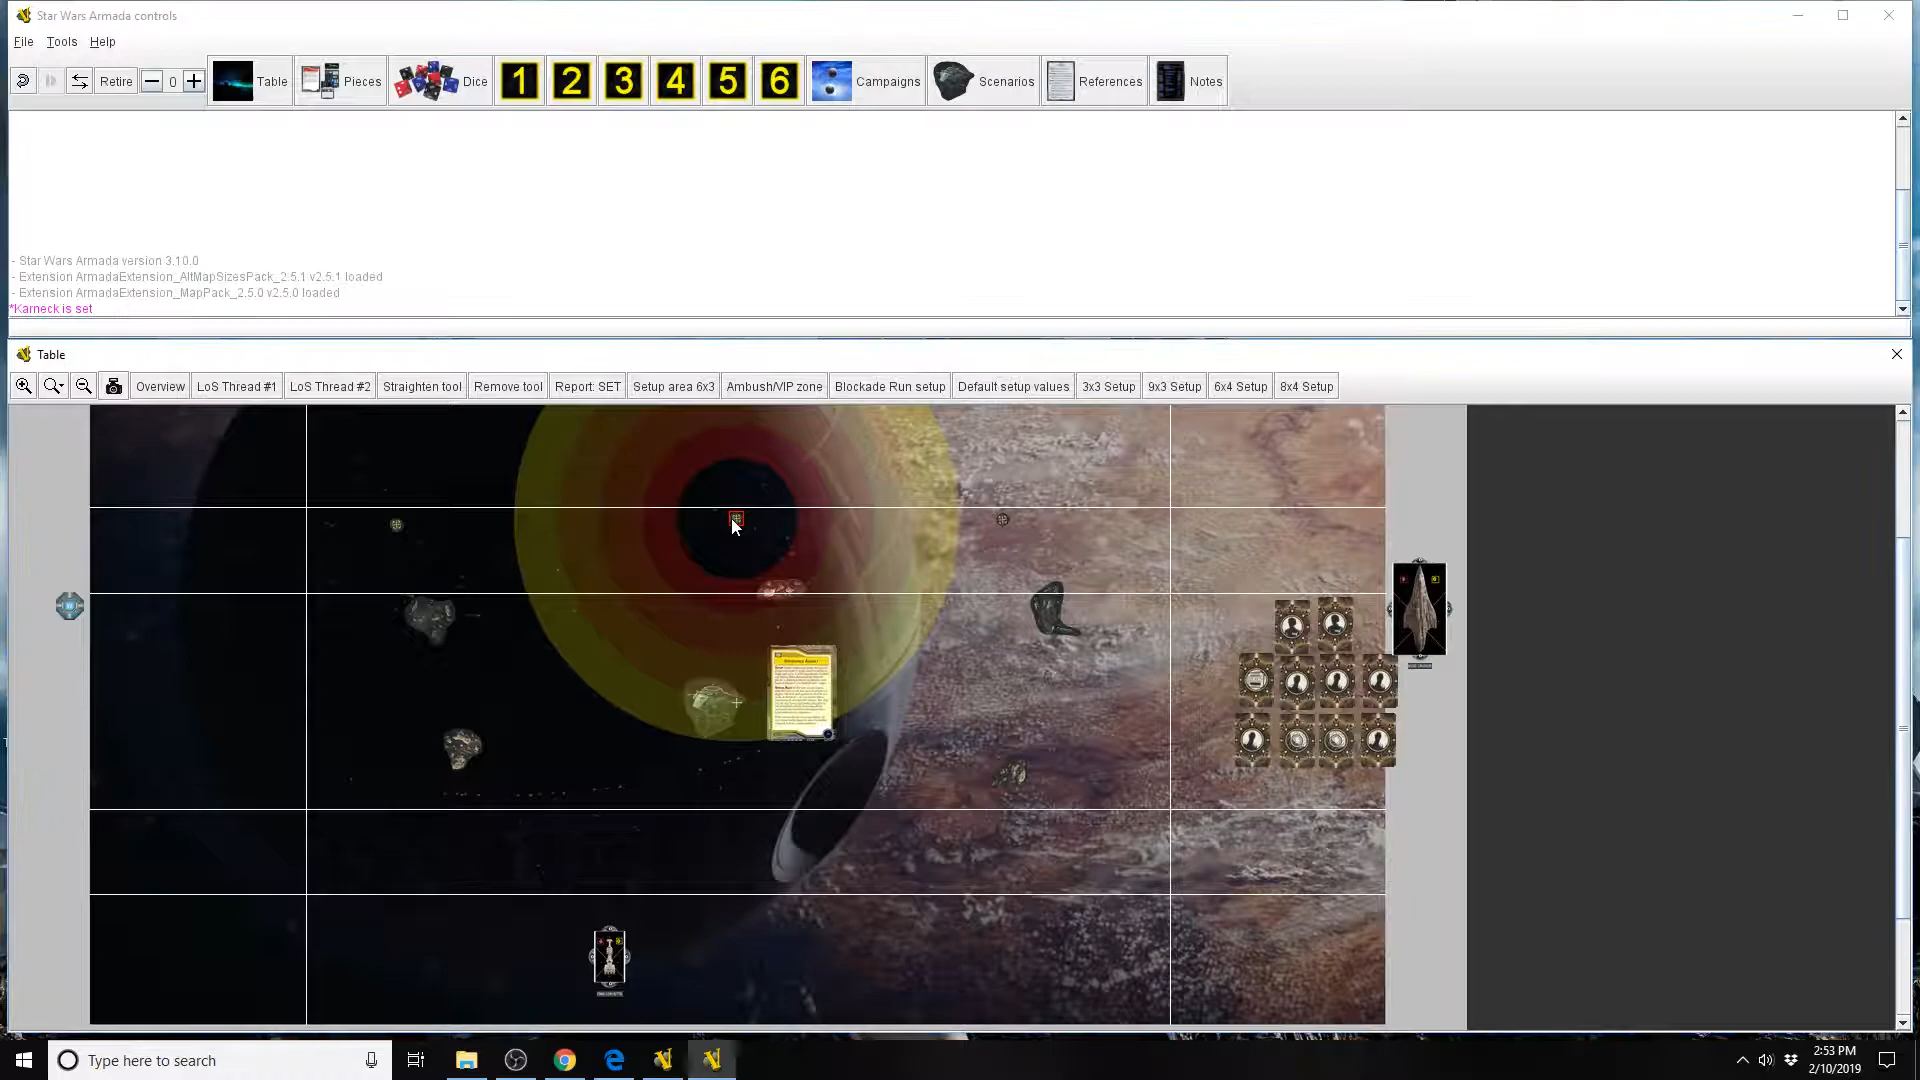 Star Wars Armada controls
File Tools Help
Retire 0 Table Pieces Dice 1 2 3 4 5 6 Campaigns Scenarios References Notes
- Star Wars Armada version 3.10.0
- Extension ArmadaExtension_AltMapSizesPack_2.5.1 v2.5.1 loaded
- Extension ArmadaExtension_MapPack_2.5.0 v2.5.0 loaded
*Karneck is set
Table
Overview LoS Thread #1 LoS Thread #2 Straighten tool Remove tool Report: SET Setup area 6x3 Ambush/VIP zone Blockade Run setup Default setup values 3x3 Setup 9x3 Setup 6x4 Setup 8x4 Setup
Type here to search
2:53 PM
2/10/2019